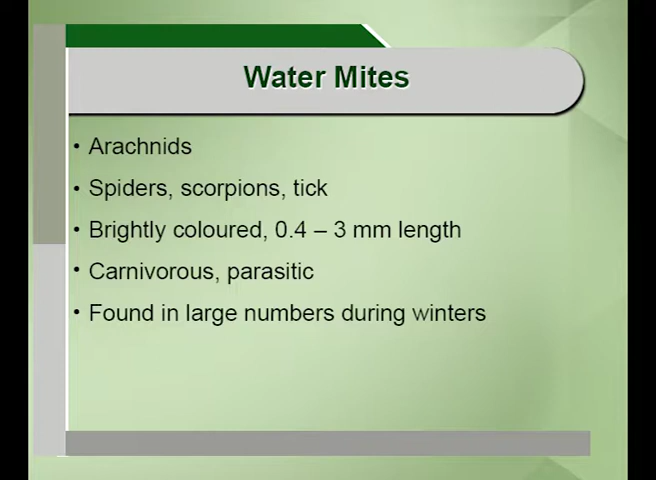 Water Mites
• Arachnids
• Spiders, scorpions, tick
• Brightly coloured, 0.4 – 3 mm length
• Carnivorous, parasitic
• Found in large numbers during winters